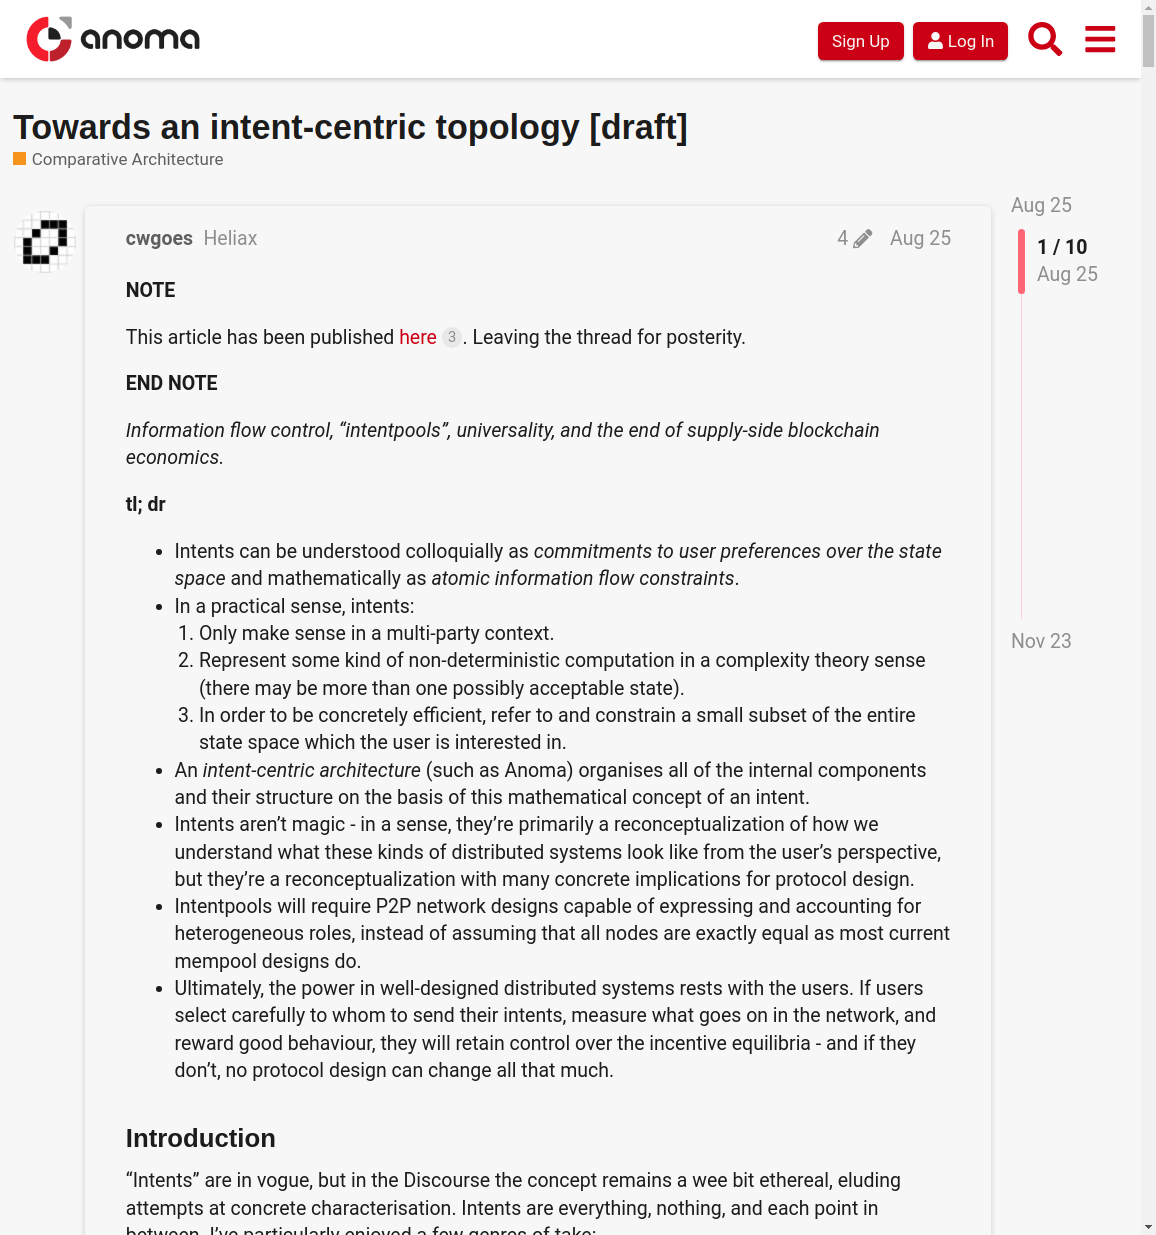 anoma
Sign Up
Log In
Towards an intent-centric topology [draft]
Comparative Architecture
Aug 25
cwgoes Heliax
4
Aug 25
1 / 10
Aug 25
NOTE
This article has been published here 3. Leaving the thread for posterity.
END NOTE
Information flow control, “intentpools”, universality, and the end of supply-side blockchain
economics.
tl; dr
• Intents can be understood colloquially as commitments to user preferences over the state
space and mathematically as atomic information flow constraints.
• In a practical sense, intents:
1. Only make sense in a multi-party context.
2. Represent some kind of non-deterministic computation in a complexity theory sense
(there may be more than one possibly acceptable state).
Nov 23
3. In order to be concretely efficient, refer to and constrain a small subset of the entire
state space which the user is interested in.
• An intent-centric architecture (such as Anoma) organises all of the internal components
and their structure on the basis of this mathematical concept of an intent.
• Intents aren’t magic - in a sense, they’re primarily a reconceptualization of how we
understand what these kinds of distributed systems look like from the user’s perspective,
but they’re a reconceptualization with many concrete implications for protocol design.
• Intentpools will require P2P network designs capable of expressing and accounting for
heterogeneous roles, instead of assuming that all nodes are exactly equal as most current
mempool designs do.
• Ultimately, the power in well-designed distributed systems rests with the users. If users
select carefully to whom to send their intents, measure what goes on in the network, and
reward good behaviour, they will retain control over the incentive equilibria - and if they
don’t, no protocol design can change all that much.
Introduction
“Intents” are in vogue, but in the Discourse the concept remains a wee bit ethereal, eluding
attempts at concrete characterisation. Intents are everything, nothing, and each point in
between. I’ve particularly enjoyed a few genres of take: